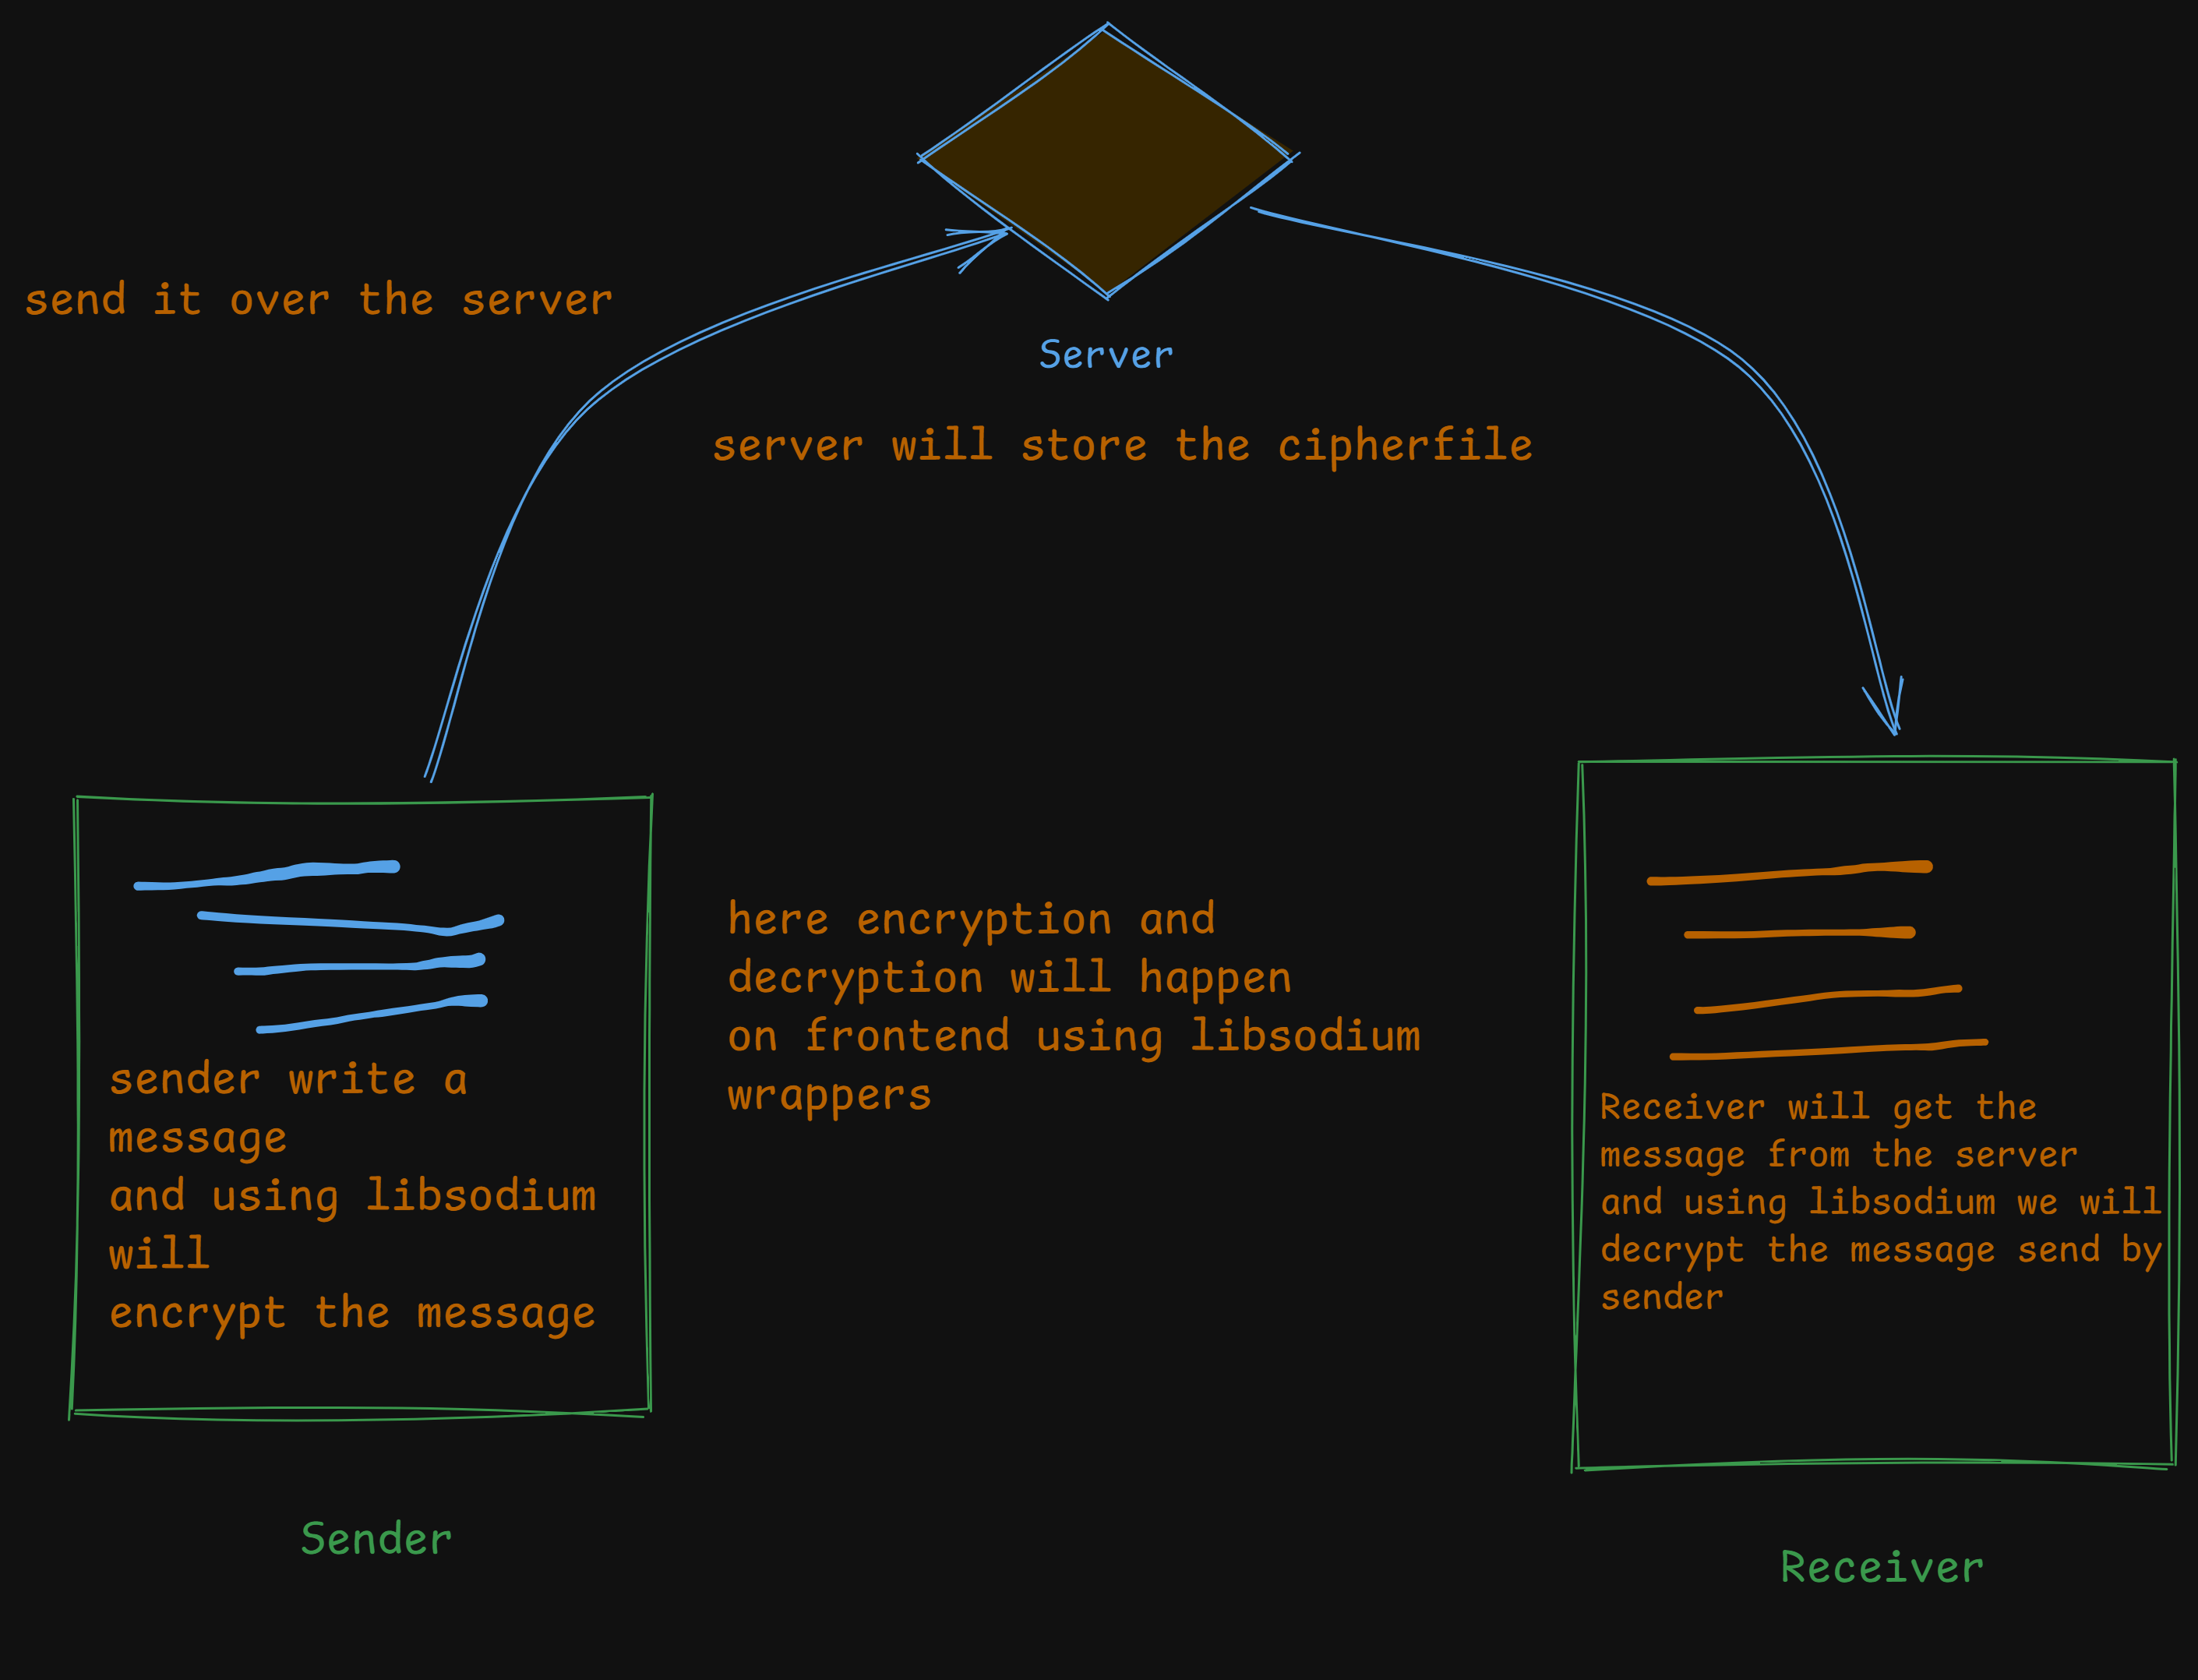 send it over the server
Server
server will store the cipherfile
here encryption and
decryption will happen
on frontend using libsodium
wrappers
sender write a
message
and using libsodium
will
encrypt the message
Receiver will get the
message from the server
and using libsodium we will
decrypt the message send by
sender
Sender
Receiver